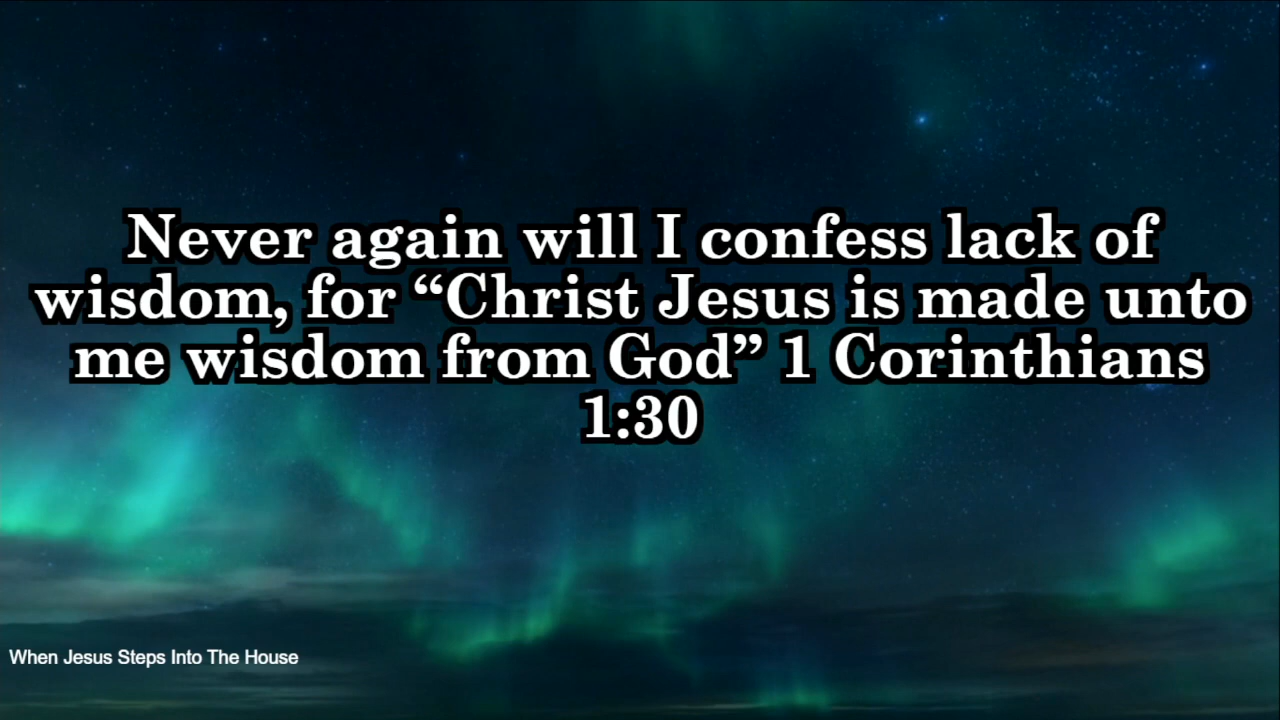 Never again will I confess lack of
wisdom, for “Christ Jesus is made unto
me wisdom from God” 1 Corinthians
1:30
When Jesus Steps Into The House